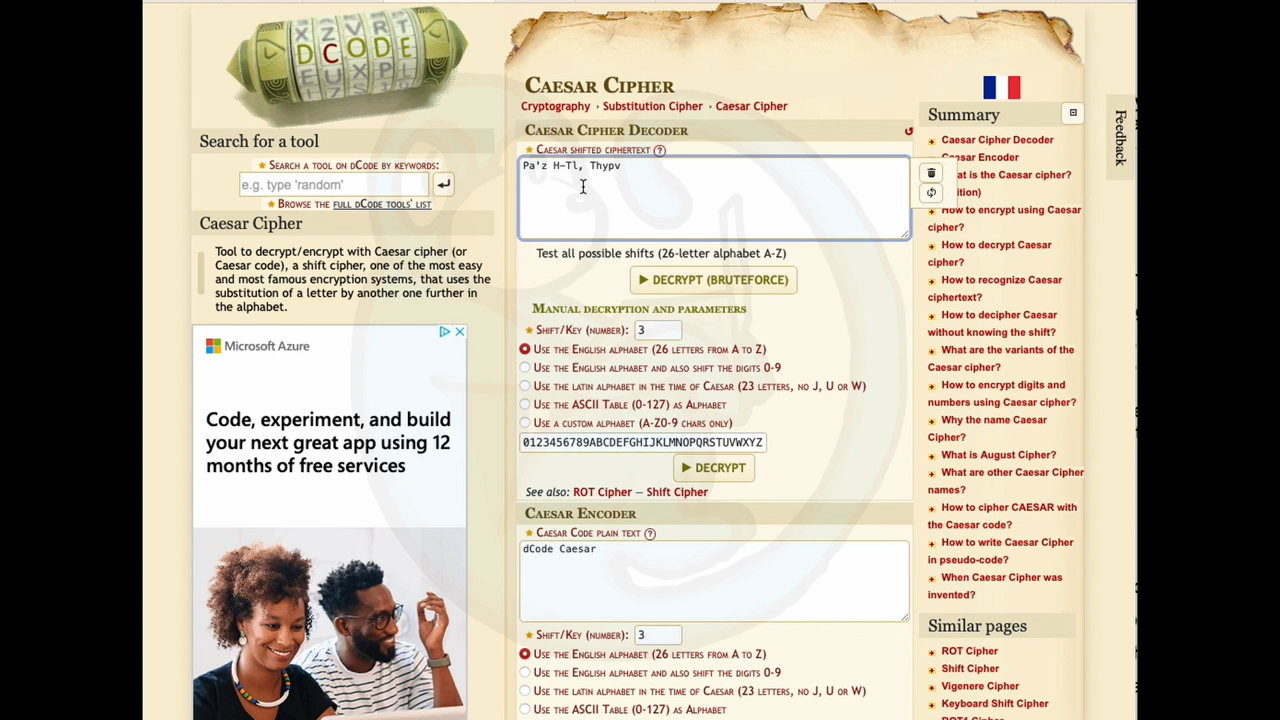 DCODE
Search for a tool
★ Search a tool on dCode by keywords:
e.g. type 'random'
★ Browse the full dCode tools' list
Caesar Cipher
Tool to decrypt/encrypt with Caesar cipher (or
Caesar code), a shift cipher, one of the most easy
and most famous encryption systems, that uses the
substitution of a letter by another one further in
the alphabet.
Microsoft Azure
Code, experiment, and build
your next great app using 12
months of free services
Caesar Cipher
Cryptography › Substitution Cipher › Caesar Cipher
Caesar Cipher Decoder
★ Caesar shifted ciphertext ?
Pa'z H-Tl, Thypv
Test all possible shifts (26-letter alphabet A-Z)
▶ DECRYPT (BRUTEFORCE)
Manual decryption and parameters
★ Shift/Key (number): 3
Use the English alphabet (26 letters from A to Z)
Use the English alphabet and also shift the digits 0-9
Use the latin alphabet in the time of Caesar (23 letters, no J, U or W)
Use the ASCII Table (0-127) as Alphabet
Use a custom alphabet (A-Z0-9 chars only)
0123456789ABCDEFGHIJKLMNOPQRSTUVWXYZ
▶ DECRYPT
See also: ROT Cipher — Shift Cipher
Caesar Encoder
★ Caesar Code plain text ?
dCode Caesar
★ Shift/Key (number): 3
Use the English alphabet (26 letters from A to Z)
Use the English alphabet and also shift the digits 0-9
Use the latin alphabet in the time of Caesar (23 letters, no J, U or W)
Use the ASCII Table (0-127) as Alphabet
Summary
Caesar Cipher Decoder
Caesar Encoder
at is the Caesar cipher?
ition)
How to encrypt using Caesar
cipher?
How to decrypt Caesar
cipher?
How to recognize Caesar
ciphertext?
How to decipher Caesar
without knowing the shift?
What are the variants of the
Caesar cipher?
How to encrypt digits and
numbers using Caesar cipher?
Why the name Caesar
Cipher?
What is August Cipher?
What are other Caesar Cipher
names?
How to cipher CAESAR with
the Caesar code?
How to write Caesar Cipher
in pseudo-code?
When Caesar Cipher was
invented?
Similar pages
ROT Cipher
Shift Cipher
Vigenere Cipher
Keyboard Shift Cipher
Feedback